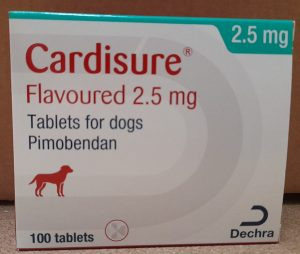 2.5 mg
Cardisure®
Flavoured 2.5 mg
Tablets for dogs
Pimobendan
100 tablets
Dechra